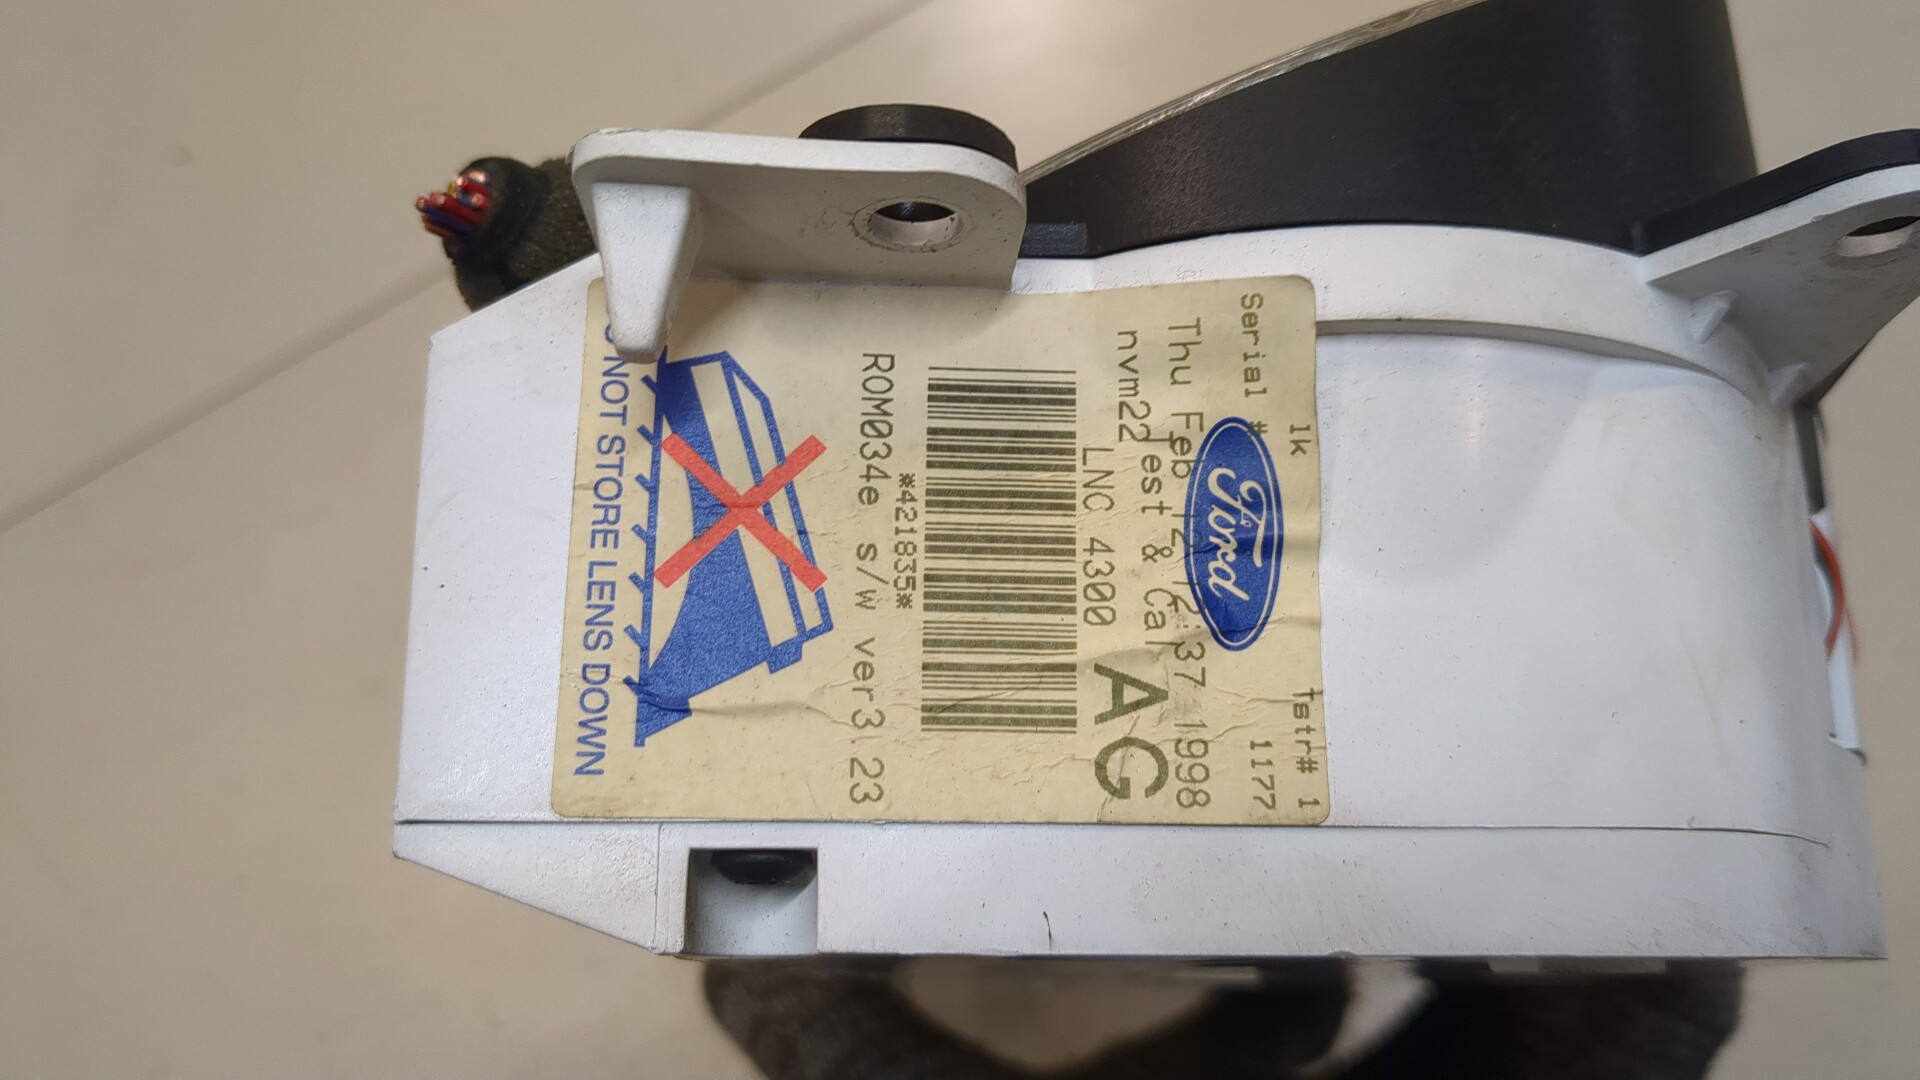 1k Tstr# 1
Serial # 1177
Ford
Thu Feb 12 12:37 1998
Test & Cal
nvm22
AG
LNC 4300
*421835*
ROM034e s/w ver3.23
NOT STORE LENS DOWN